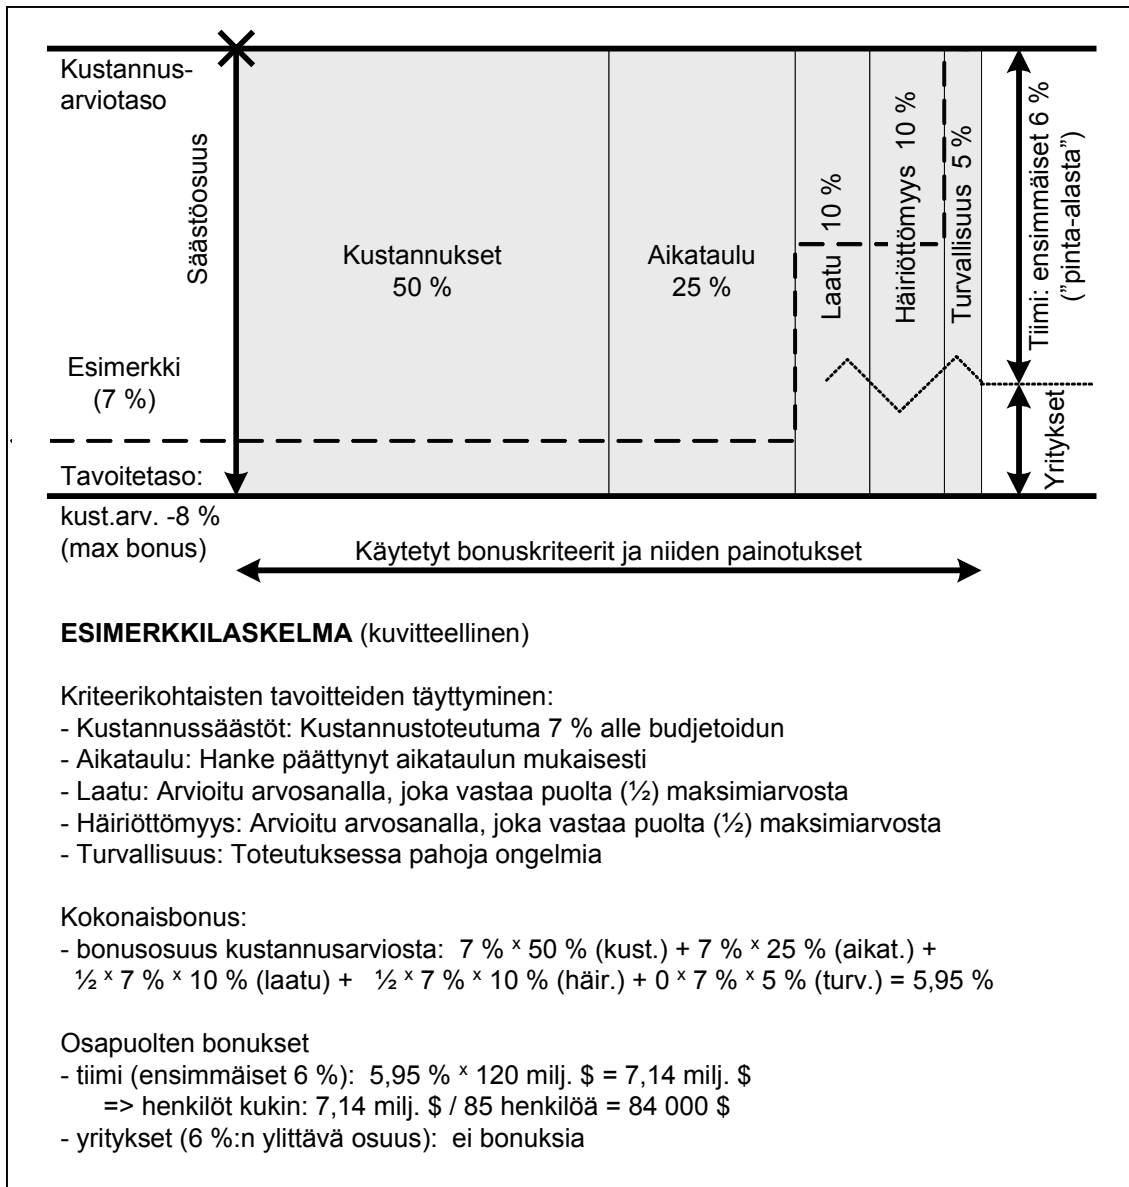 Kustannus-
arviotaso
Säästöosuus
Kustannukset
50 %
Aikataulu
25 %
Laatu 10 %
Häiriöttömyys 10 %
Turvallisuus 5 %
Tiimi: ensimmäiset 6 %
("pinta-alasta")
Yritykset
Esimerkki
(7 %)
Tavoitetaso:
kust.arv. -8 %
(max bonus)
Käytetyt bonuskriteerit ja niiden painotukset
ESIMERKKILASKELMA (kuvitteellinen)
Kriteerikohtaisten tavoitteiden täyttyminen:
- Kustannussäästöt: Kustannustoteutuma 7 % alle budjetoidun
- Aikataulu: Hanke päättynyt aikataulun mukaisesti
- Laatu: Arvioitu arvosanalla, joka vastaa puolta (½) maksimiarvosta
- Häiriöttömyys: Arvioitu arvosanalla, joka vastaa puolta (½) maksimiarvosta
- Turvallisuus: Toteutuksessa pahoja ongelmia
Kokonaisbonus:
- bonusosuus kustannusarviosta: 7 % x 50 % (kust.) + 7 % x 25 % (aikat.) +
½ x 7 % x 10 % (laatu) + ½ x 7 % x 10 % (häir.) + 0 x 7 % x 5 % (turv.) = 5,95 %
Osapuolten bonukset
- tiimi (ensimmäiset 6 %): 5,95 % x 120 milj. $ = 7,14 milj. $
=> henkilöt kukin: 7,14 milj. $ / 85 henkilöä = 84 000 $
- yritykset (6 %:n ylittävä osuus): ei bonuksia